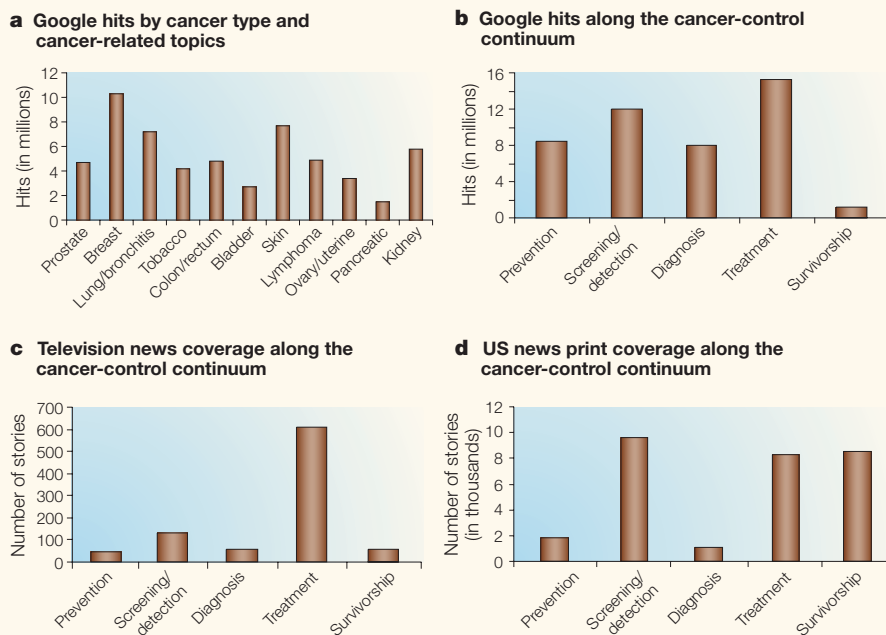 a Google hits by cancer type and
cancer-related topics
Hits (in millions)
12
10
8
6
4
2
0
Prostate
Breast
Lung/bronchitis
Tobacco
Colon/rectum
Bladder
Skin
Lymphoma
Ovary/uterine
Pancreatic
Kidney
b Google hits along the cancer-control
continuum
Hits (in millions)
16
12
8
4
0
Prevention
Screening/
detection
Diagnosis
Treatment
Survivorship
c Television news coverage along the
cancer-control continuum
Number of stories
700
600
500
400
300
200
100
0
Prevention
Screening/
detection
Diagnosis
Treatment
Survivorship
d US news print coverage along the
cancer-control continuum
Number of stories
(in thousands)
12
10
8
6
4
2
0
Prevention
Screening/
detection
Diagnosis
Treatment
Survivorship